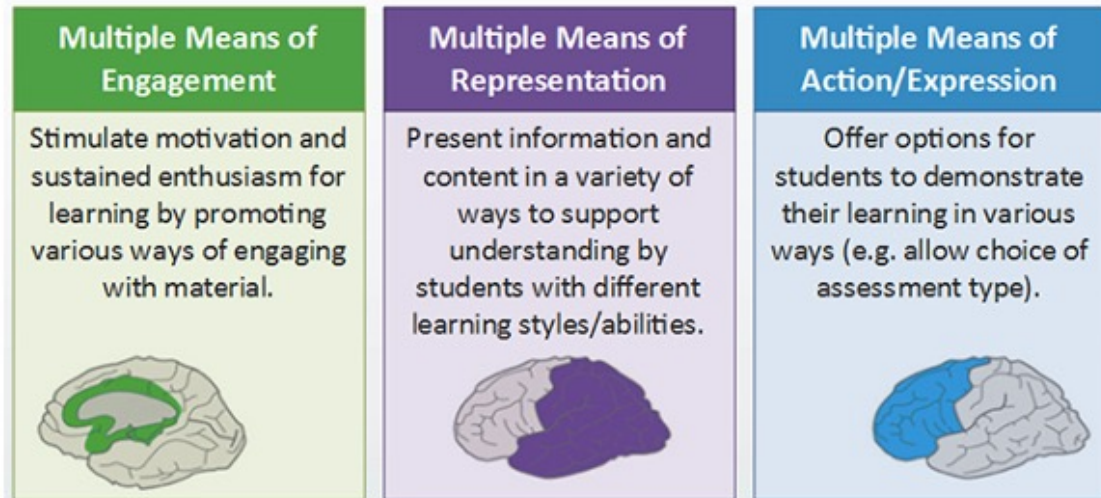 Multiple Means of
Engagement
Stimulate motivation and
sustained enthusiasm for
learning by promoting
various ways of engaging
with material.
Multiple Means of
Representation
Present information and
content in a variety of
ways to support
understanding by
students with different
learning styles/abilities.
Multiple Means of
Action/Expression
Offer options for
students to demonstrate
their learning in various
ways (e.g. allow choice of
assessment type).